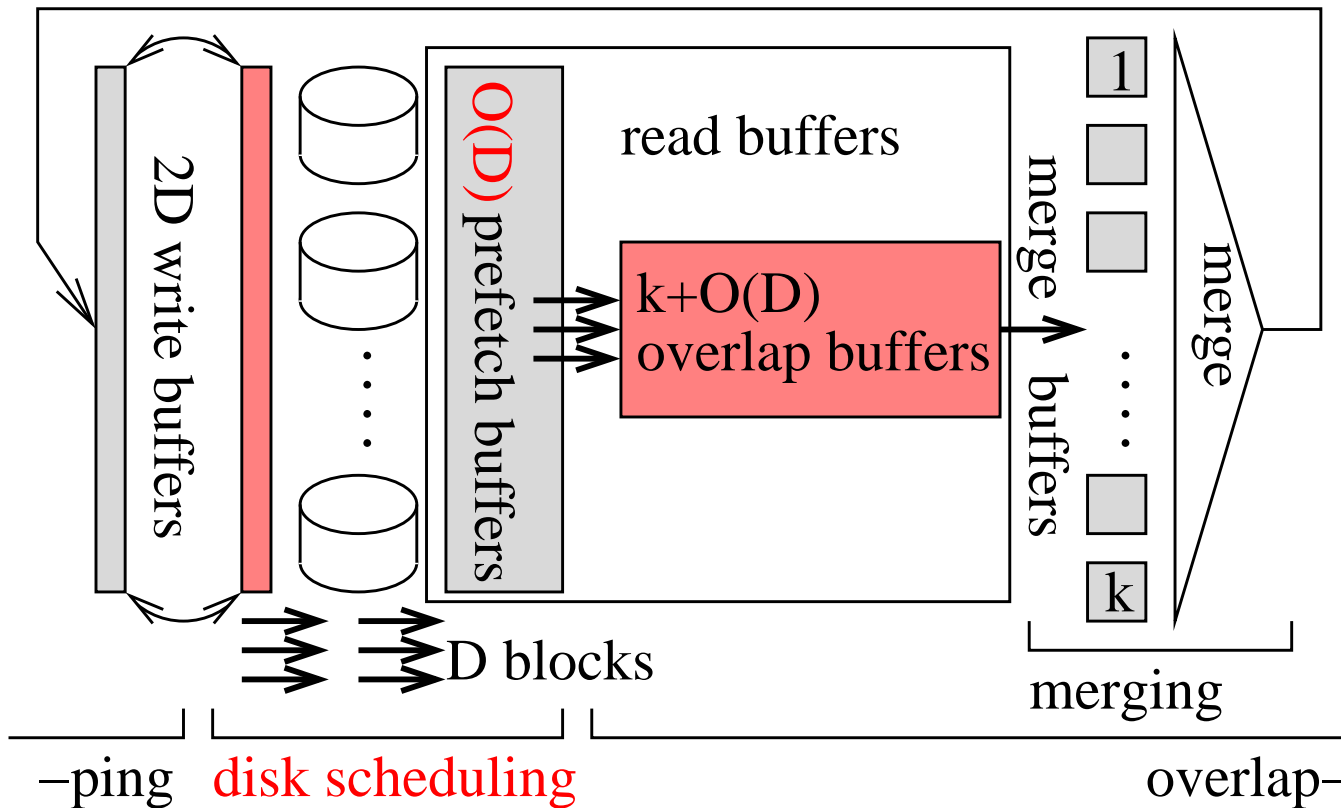 2D write buffers
O(D) prefetch buffers
read buffers
k+O(D)
overlap buffers
merge buffers
1
k
merge
D blocks
merging
–ping
disk scheduling
overlap–